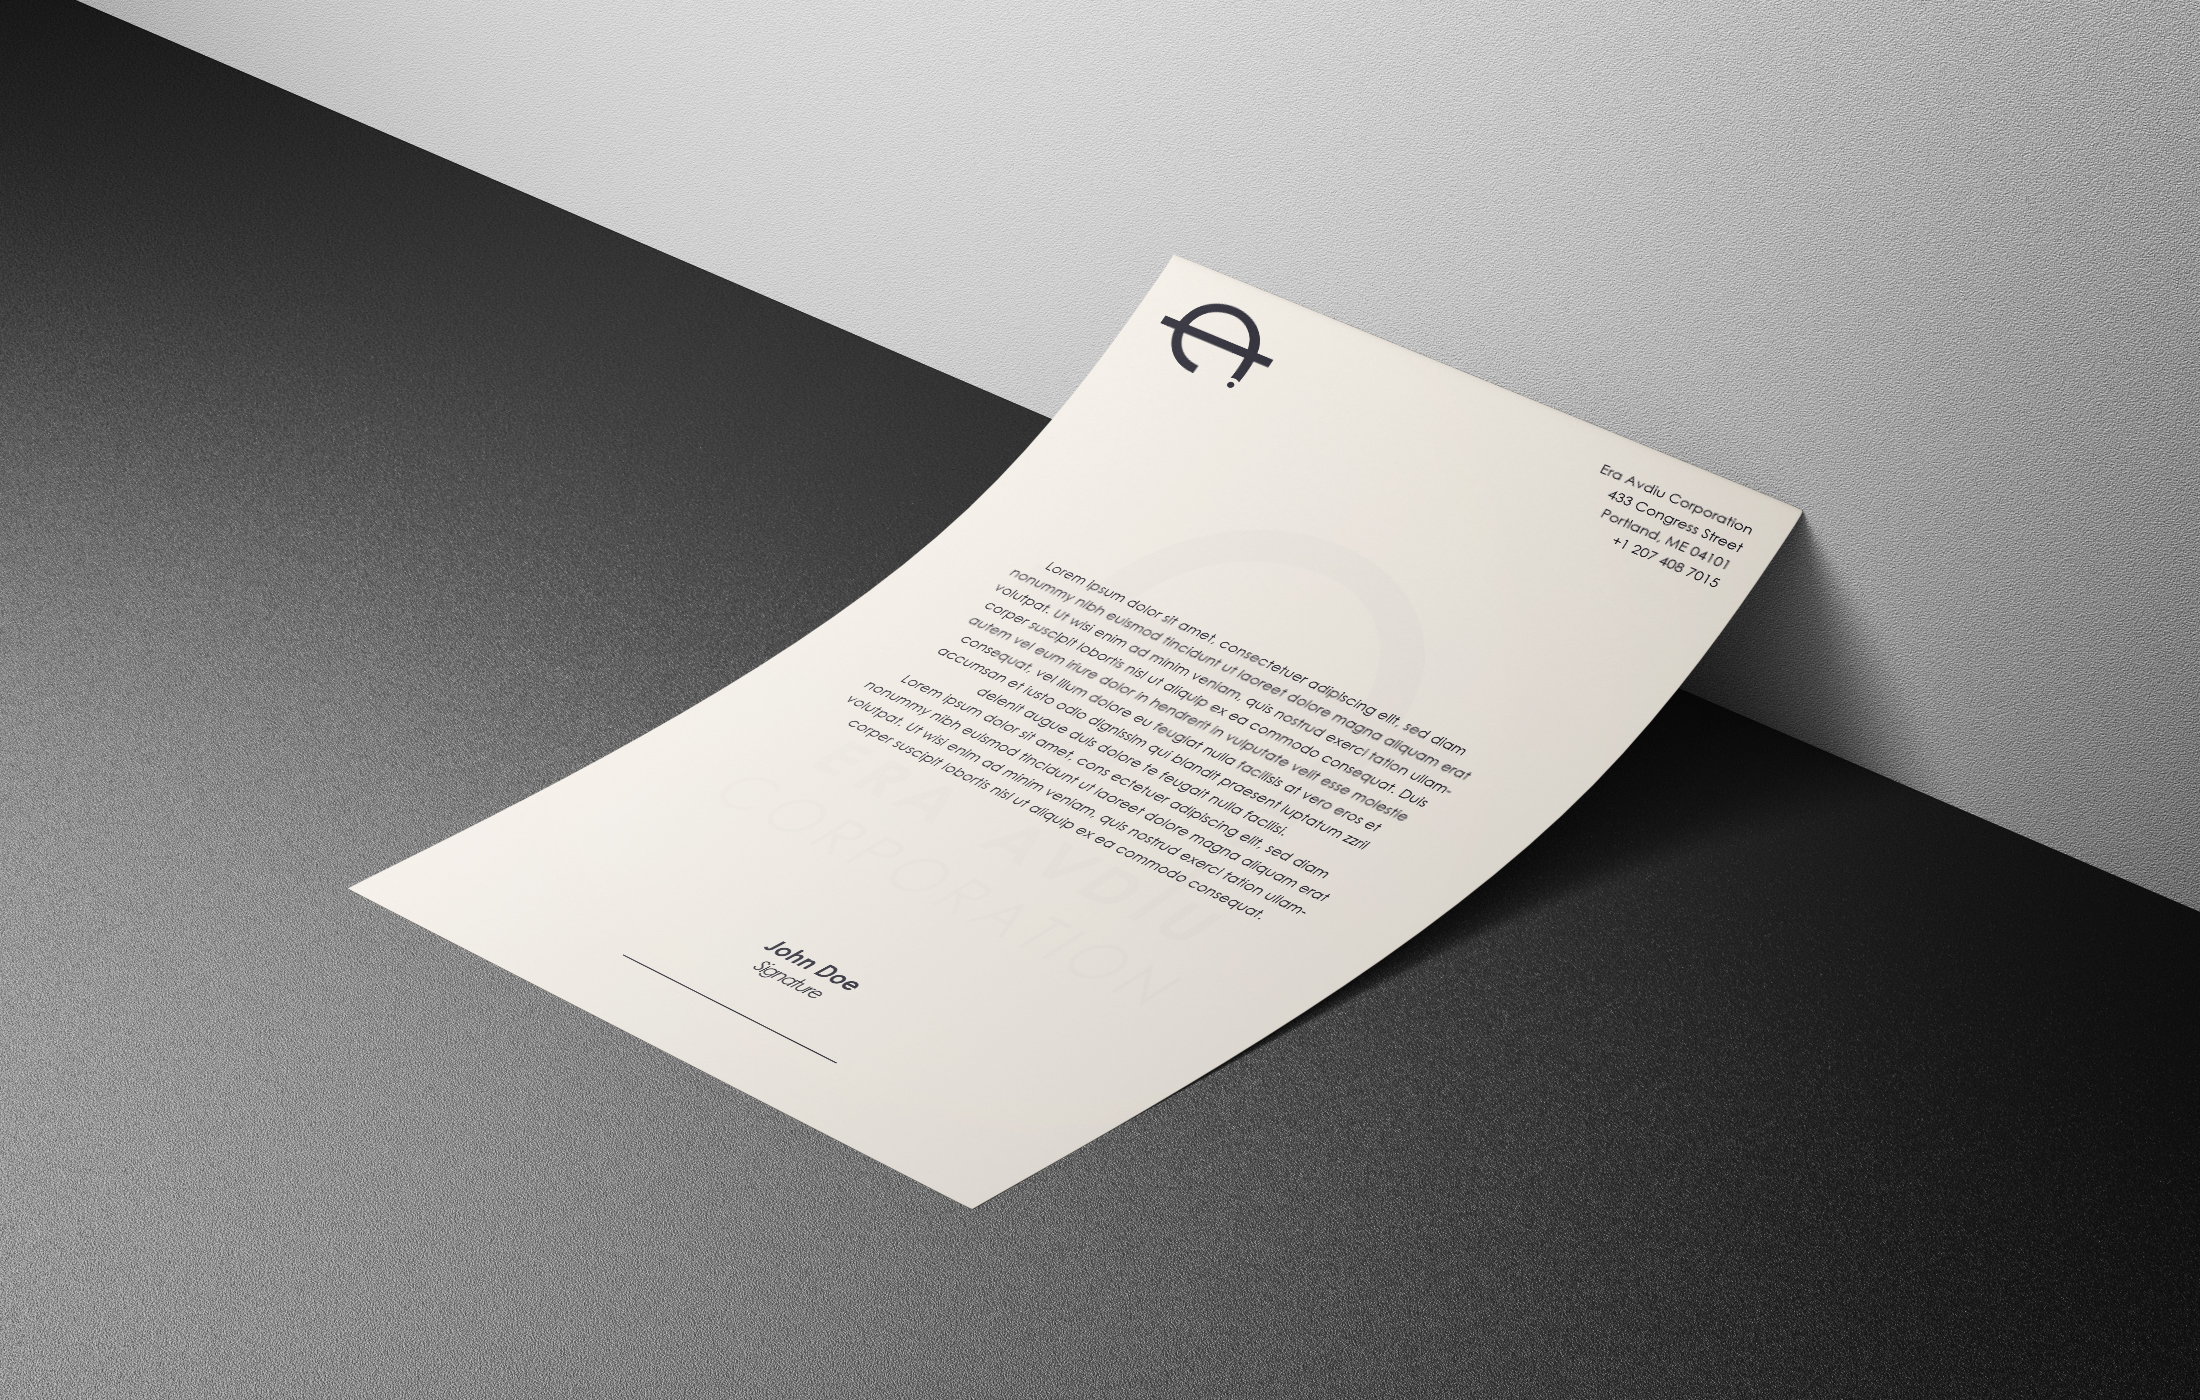 Era Avdiu Corporation
433 Congress Street
Portland, ME 04101
+1 207 408 7015
Lorem ipsum dolor sit amet, consectetuer adipiscing elit, sed diam
nonummy nibh euismod tincidunt ut laoreet dolore magna aliquam erat
volutpat. Ut wisi enim ad minim veniam, quis nostrud exerci tation ullam-
corper suscipit lobortis nisl ut aliquip ex ea commodo consequat. Duis
autem vel eum iriure dolor in hendrerit in vulputate velit esse molestie
consequat, vel illum dolore eu feugiat nulla facilisis at vero eros et
accumsan et iusto odio dignissim qui blandit praesent luptatum zzril
delenit augue duis dolore te feugait nulla facilisi.
Lorem ipsum dolor sit amet, cons ectetuer adipiscing elit, sed diam
nonummy nibh euismod tincidunt ut laoreet dolore magna aliquam erat
volutpat. Ut wisi enim ad minim veniam, quis nostrud exerci tation ullam-
corper suscipit lobortis nisl ut aliquip ex ea commodo consequat.
ERA AVDIU
CORPORATION
John Doe
Signature